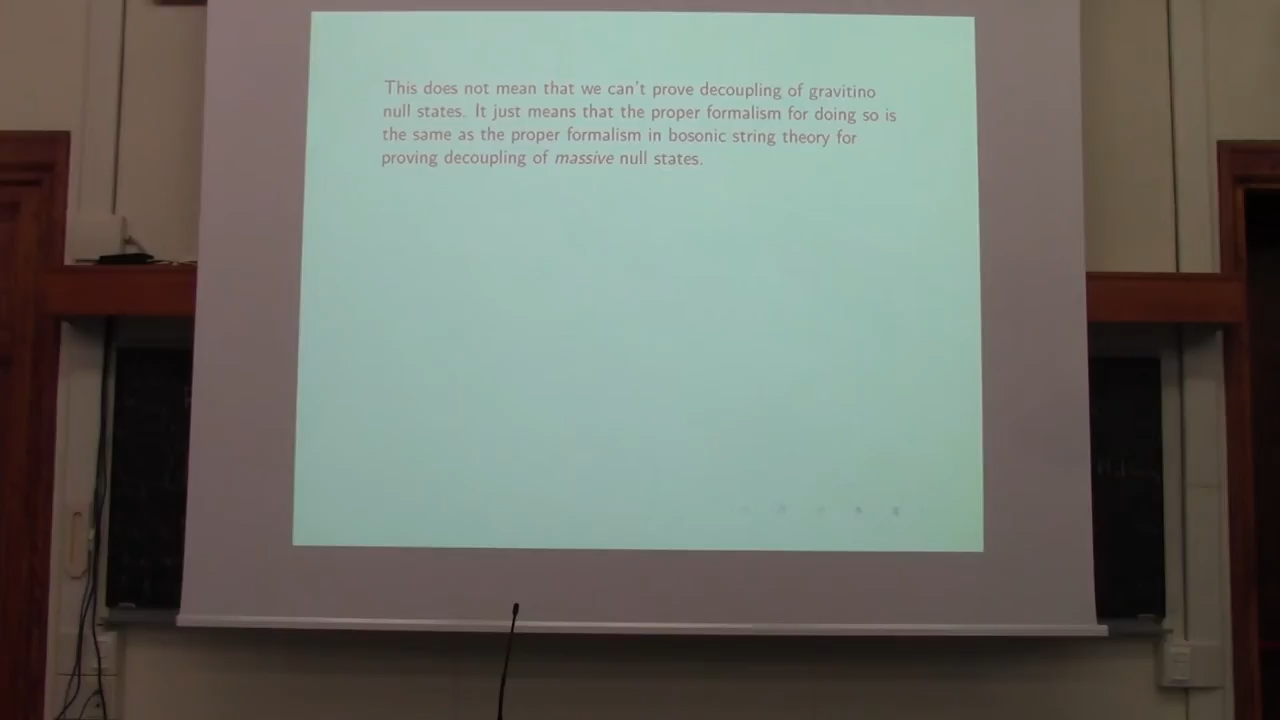 This does not mean that we can't prove decoupling of gravitino
null states. It just means that the proper formalism for doing so is
the same as the proper formalism in bosonic string theory for
proving decoupling of massive null states.